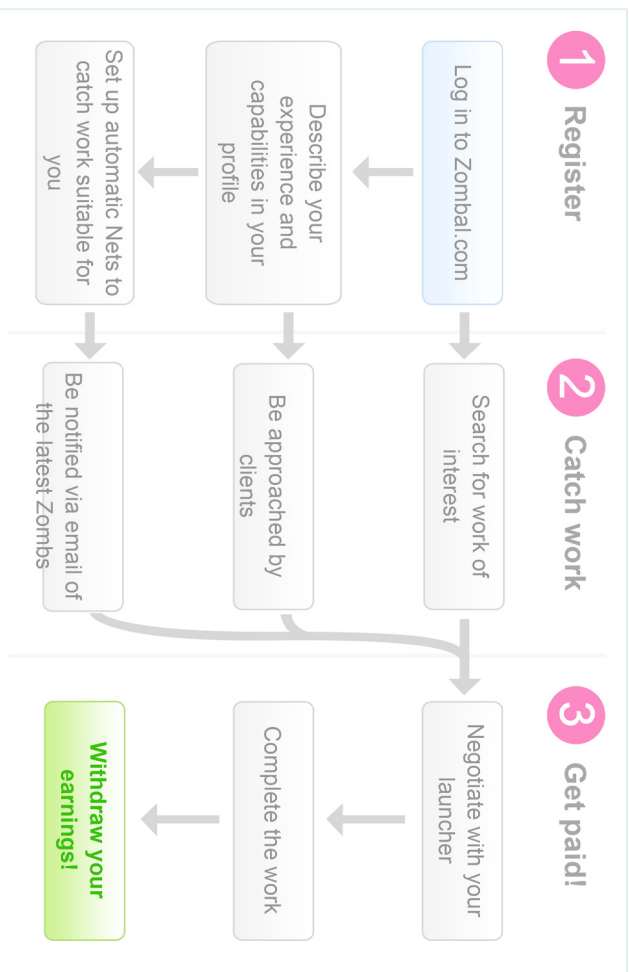 1 Register
Log in to Zombal.com
Describe your
experience and
capabilities in your
profile
Set up automatic Nets to
catch work suitable for
you
2 Catch work
Search for work of
interest
Be approached by
clients
Be notified via email of
the latest Zombs
3 Get paid!
Negotiate with your
launcher
Complete the work
Withdraw your
earnings!